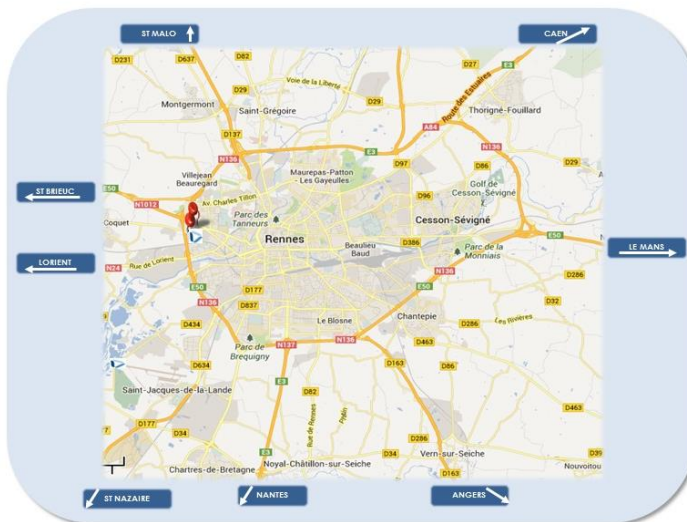 ST MALO
CAEN
D231
D637
D82
D27
E3
Voie de la Liberté
D29
Route des Estuaires
Montgermont
Saint-Grégoire
D29
Thorigné-Fouillard
D137
A84
N136
E3
D97
D86
D29
Villejean
Beauregard
Maurepas-Patton
- Les Gayeulles
ST BRIEUC
E50
N1012
Av. Charles Tillon
D96
Golf de
Cesson-Sévigné
Coquet
Parc des
Tanneurs
Cesson-Sévigné
Rennes
Beaulieu
Baud
D386
Parc de la
Monniais
E50
LE MANS
LORIENT
N24
Rue de Lorient
N136
D286
E50
D177
E50
N136
D837
D32
D434
Le Blosne
Chantepie
D286
Les Rivières
N137
N136
D463
Parc de
Brequigny
D634
D163
D86
E3
Saint-Jacques-de-la-Lande
D82
D463
D177
D34
Rue de Rennes
D286
D34
D39
Chartres-de-Bretagne
Noyal-Châtillon-sur-Seiche
Vern-sur-Seiche
Nouvoitou
D163
ST NAZAIRE
NANTES
ANGERS